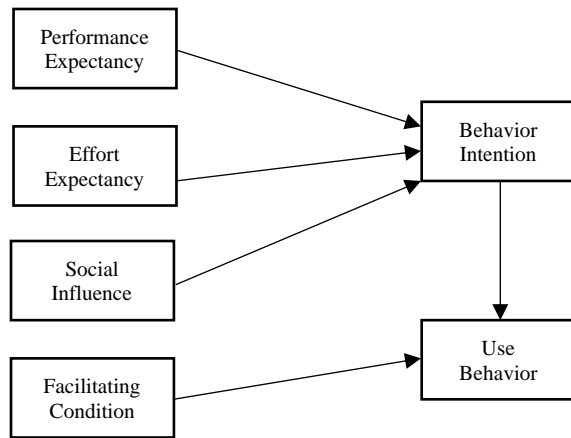 Performance
Expectancy
Effort
Expectancy
Social
Influence
Facilitating
Condition
Behavior
Intention
Use
Behavior